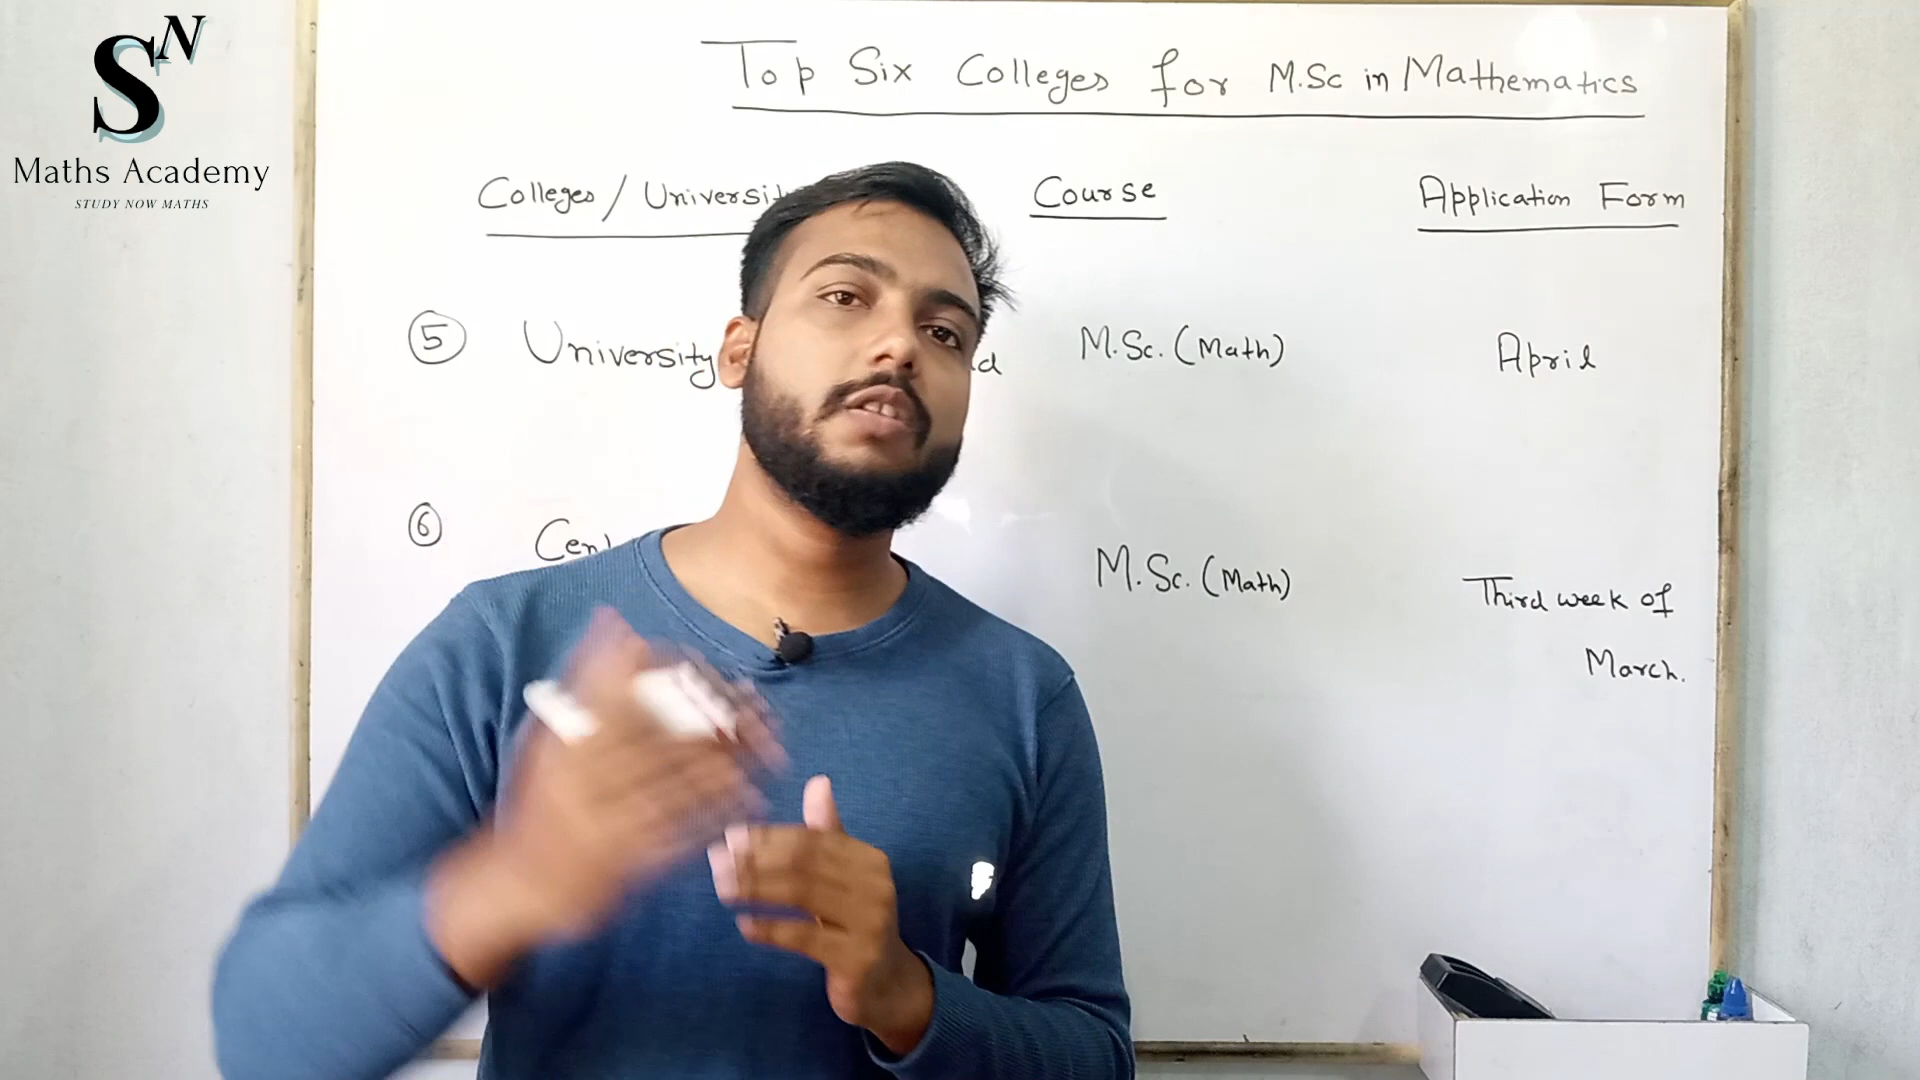 SN
Maths Academy
STUDY NOW MATHS
Top Six Colleges for M.Sc in Mathematics
Colleges / Course Application Form
5 University M.Sc. (Math) April
6 M.Sc. (Math) Third week of
March.